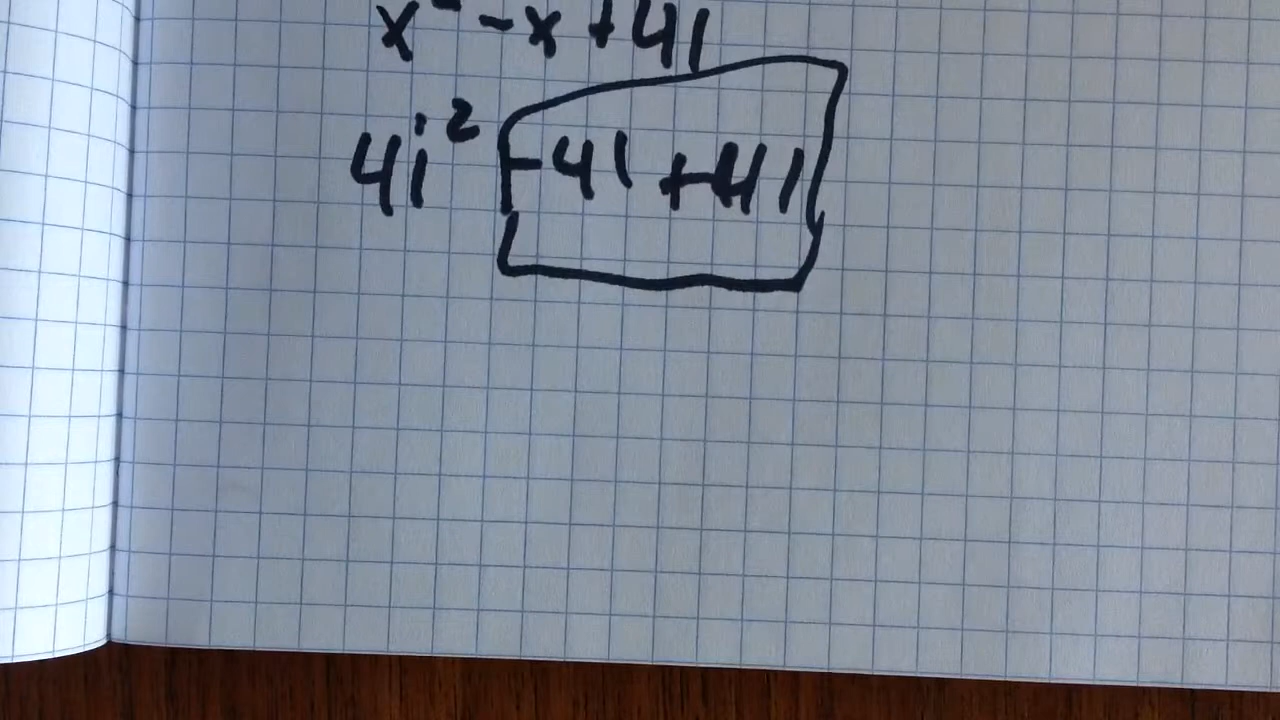 x² - x + 41
41² - 41 + 41